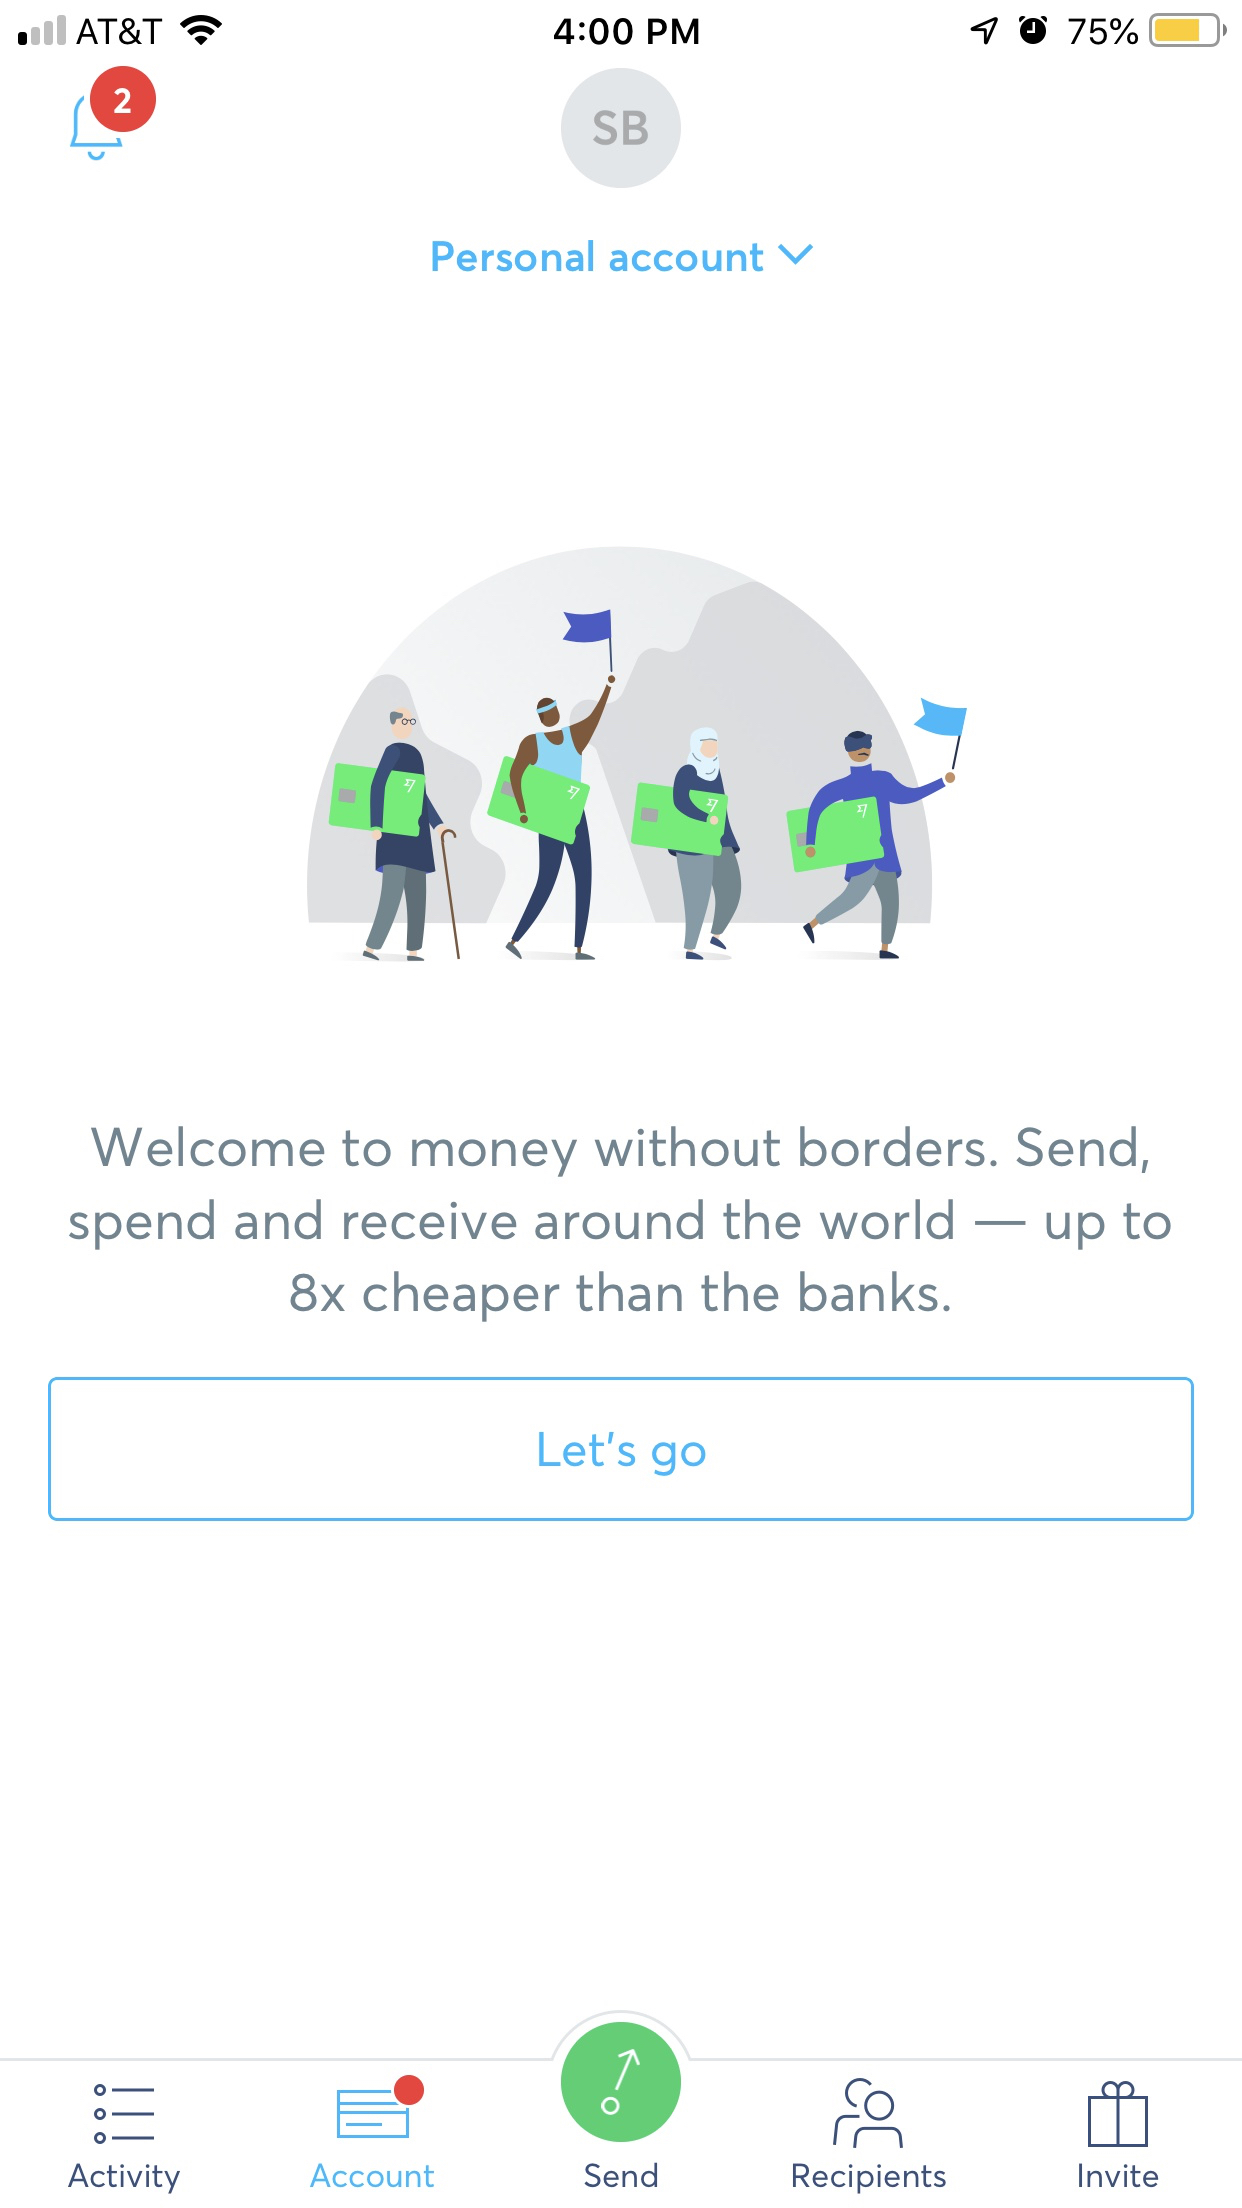 AT&T 4:00 PM 75%
2
SB
Personal account
Welcome to money without borders. Send,
spend and receive around the world — up to
8x cheaper than the banks.
Let's go
Activity Account Send Recipients Invite